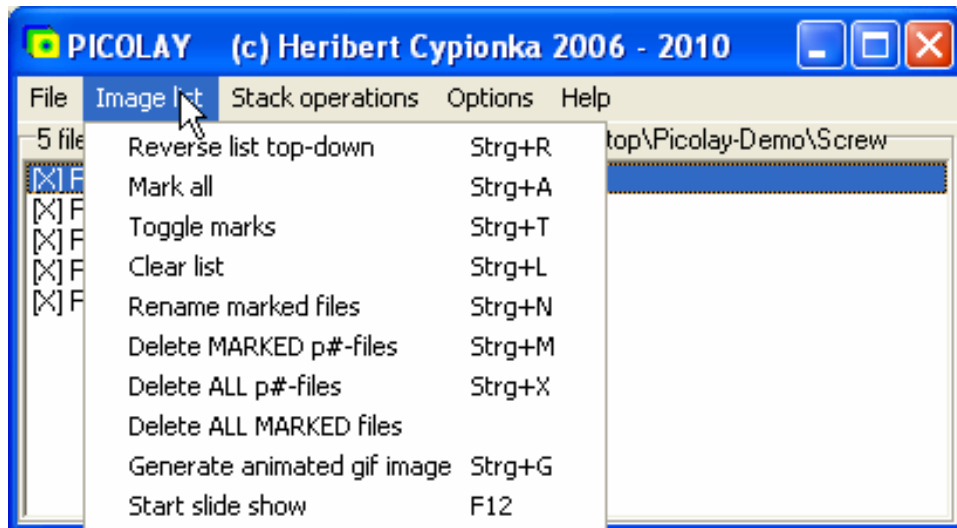 PICOLAY (c) Heribert Cypionka 2006 - 2010
File Image list Stack operations Options Help
5 file top\Picolay-Demo\Screw
[X] F
[X] F
[X] F
[X] F
[X] F
Reverse list top-down Strg+R
Mark all Strg+A
Toggle marks Strg+T
Clear list Strg+L
Rename marked files Strg+N
Delete MARKED p#-files Strg+M
Delete ALL p#-files Strg+X
Delete ALL MARKED files
Generate animated gif image Strg+G
Start slide show F12